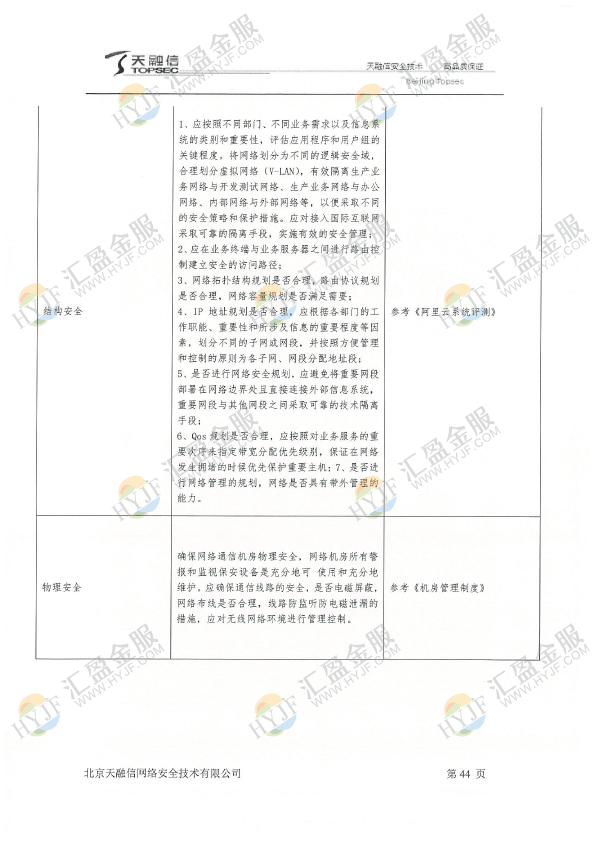 天融信
TOPSEC
天融信安全技术 高品质保证
Beijing Topsec
1、应按照不同部门、不同业务需求以及信息系
统的类别和重要性，评估应用程序和用户组的
关键程度，将网络划分为不同的逻辑安全域，
合理划分虚拟网络（V-LAN），有效隔离生产业
务网络与开发测试网络、生产业务网络与办公
网络、内部网络与外部网络等，以便采取不同
的安全策略和保护措施。应对接入国际互联网
采取可靠的隔离手段，实施有效的安全管理；
2、应在业务终端与业务服务器之间进行路由控
制建立安全的访问路径；
3、网络拓扑结构规划是否合理，路由协议规划
是否合理，网络容量规划是否满足需要；
结构安全
4、IP 地址规划是否合理，应根据各部门的工
参考《阿里云系统评测》
作职能、重要性和所涉及信息的重要程度等因
素，划分不同的子网或网段，并按照方便管理
和控制的原则为各子网、网段分配地址段；
5、是否进行网络安全规划，应避免将重要网段
部署在网络边界处且直接连接外部信息系统，
重要网段与其他网段之间采取可靠的技术隔离
手段；
6、Qos 规划是否合理，应按照对业务服务的重
要次序来指定带宽分配优先级别，保证在网络
发生拥堵的时候优先保护重要主机；7、是否进
行网络管理的规划，网络是否具有带外管理的
能力。
确保网络通信机房物理安全，网络机房所有警
报和监视保安设备是充分地可 使用和充分地
物理安全
维护。应确保通信线路的安全，是否电磁屏蔽，
参考《机房管理制度》
网络布线是否合理，线路防监听防电磁泄漏的
措施，应对无线网络环境进行管理控制。
北京天融信网络安全技术有限公司
第 44 页
HYJF 汇盈金服
WWW.HYJF.COM